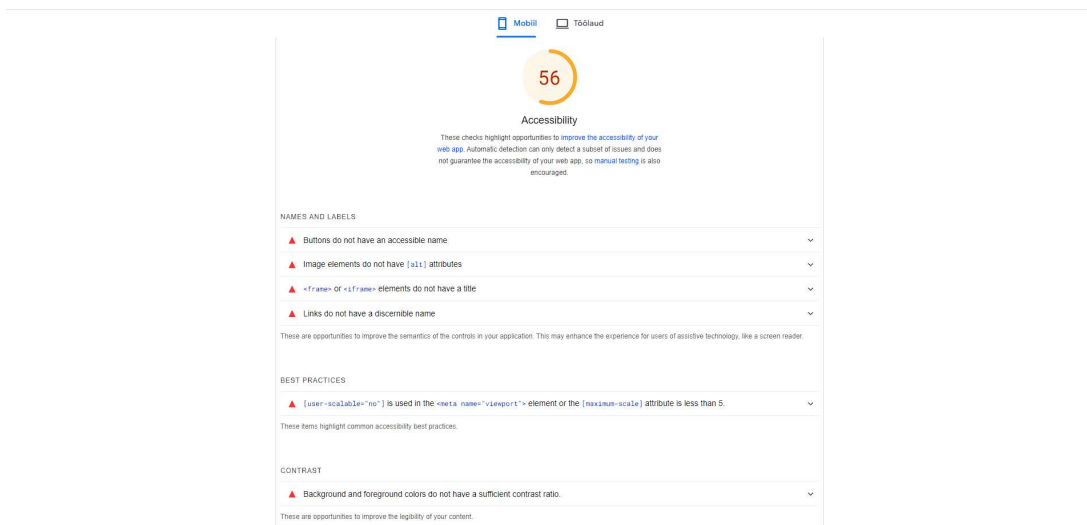 Mobiil Töölaud
56
Accessibility
These checks highlight opportunities to improve the accessibility of your
web app. Automatic detection can only detect a subset of issues and does
not guarantee the accessibility of your web app, so manual testing is also
encouraged.
NAMES AND LABELS
Buttons do not have an accessible name
Image elements do not have [alt] attributes
<frame> or <iframe> elements do not have a title
Links do not have a discernible name
These are opportunities to improve the semantics of the controls in your application. This may enhance the experience for users of assistive technology, like a screen reader.
BEST PRACTICES
[user-scalable="no"] is used in the <meta name="viewport"> element or the [maximum-scale] attribute is less than 5.
These items highlight common accessibility best practices.
CONTRAST
Background and foreground colors do not have a sufficient contrast ratio.
These are opportunities to improve the legibility of your content.